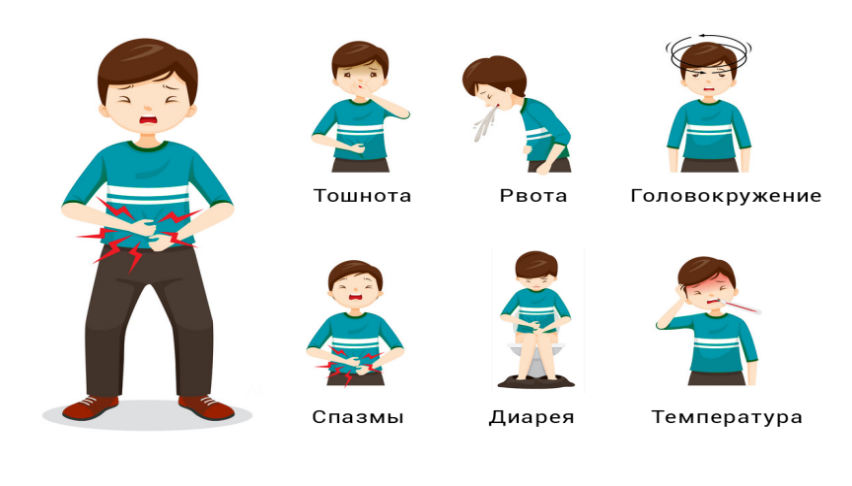 Тошнота
Рвота
Головокружение
Спазмы
Диарея
Температура